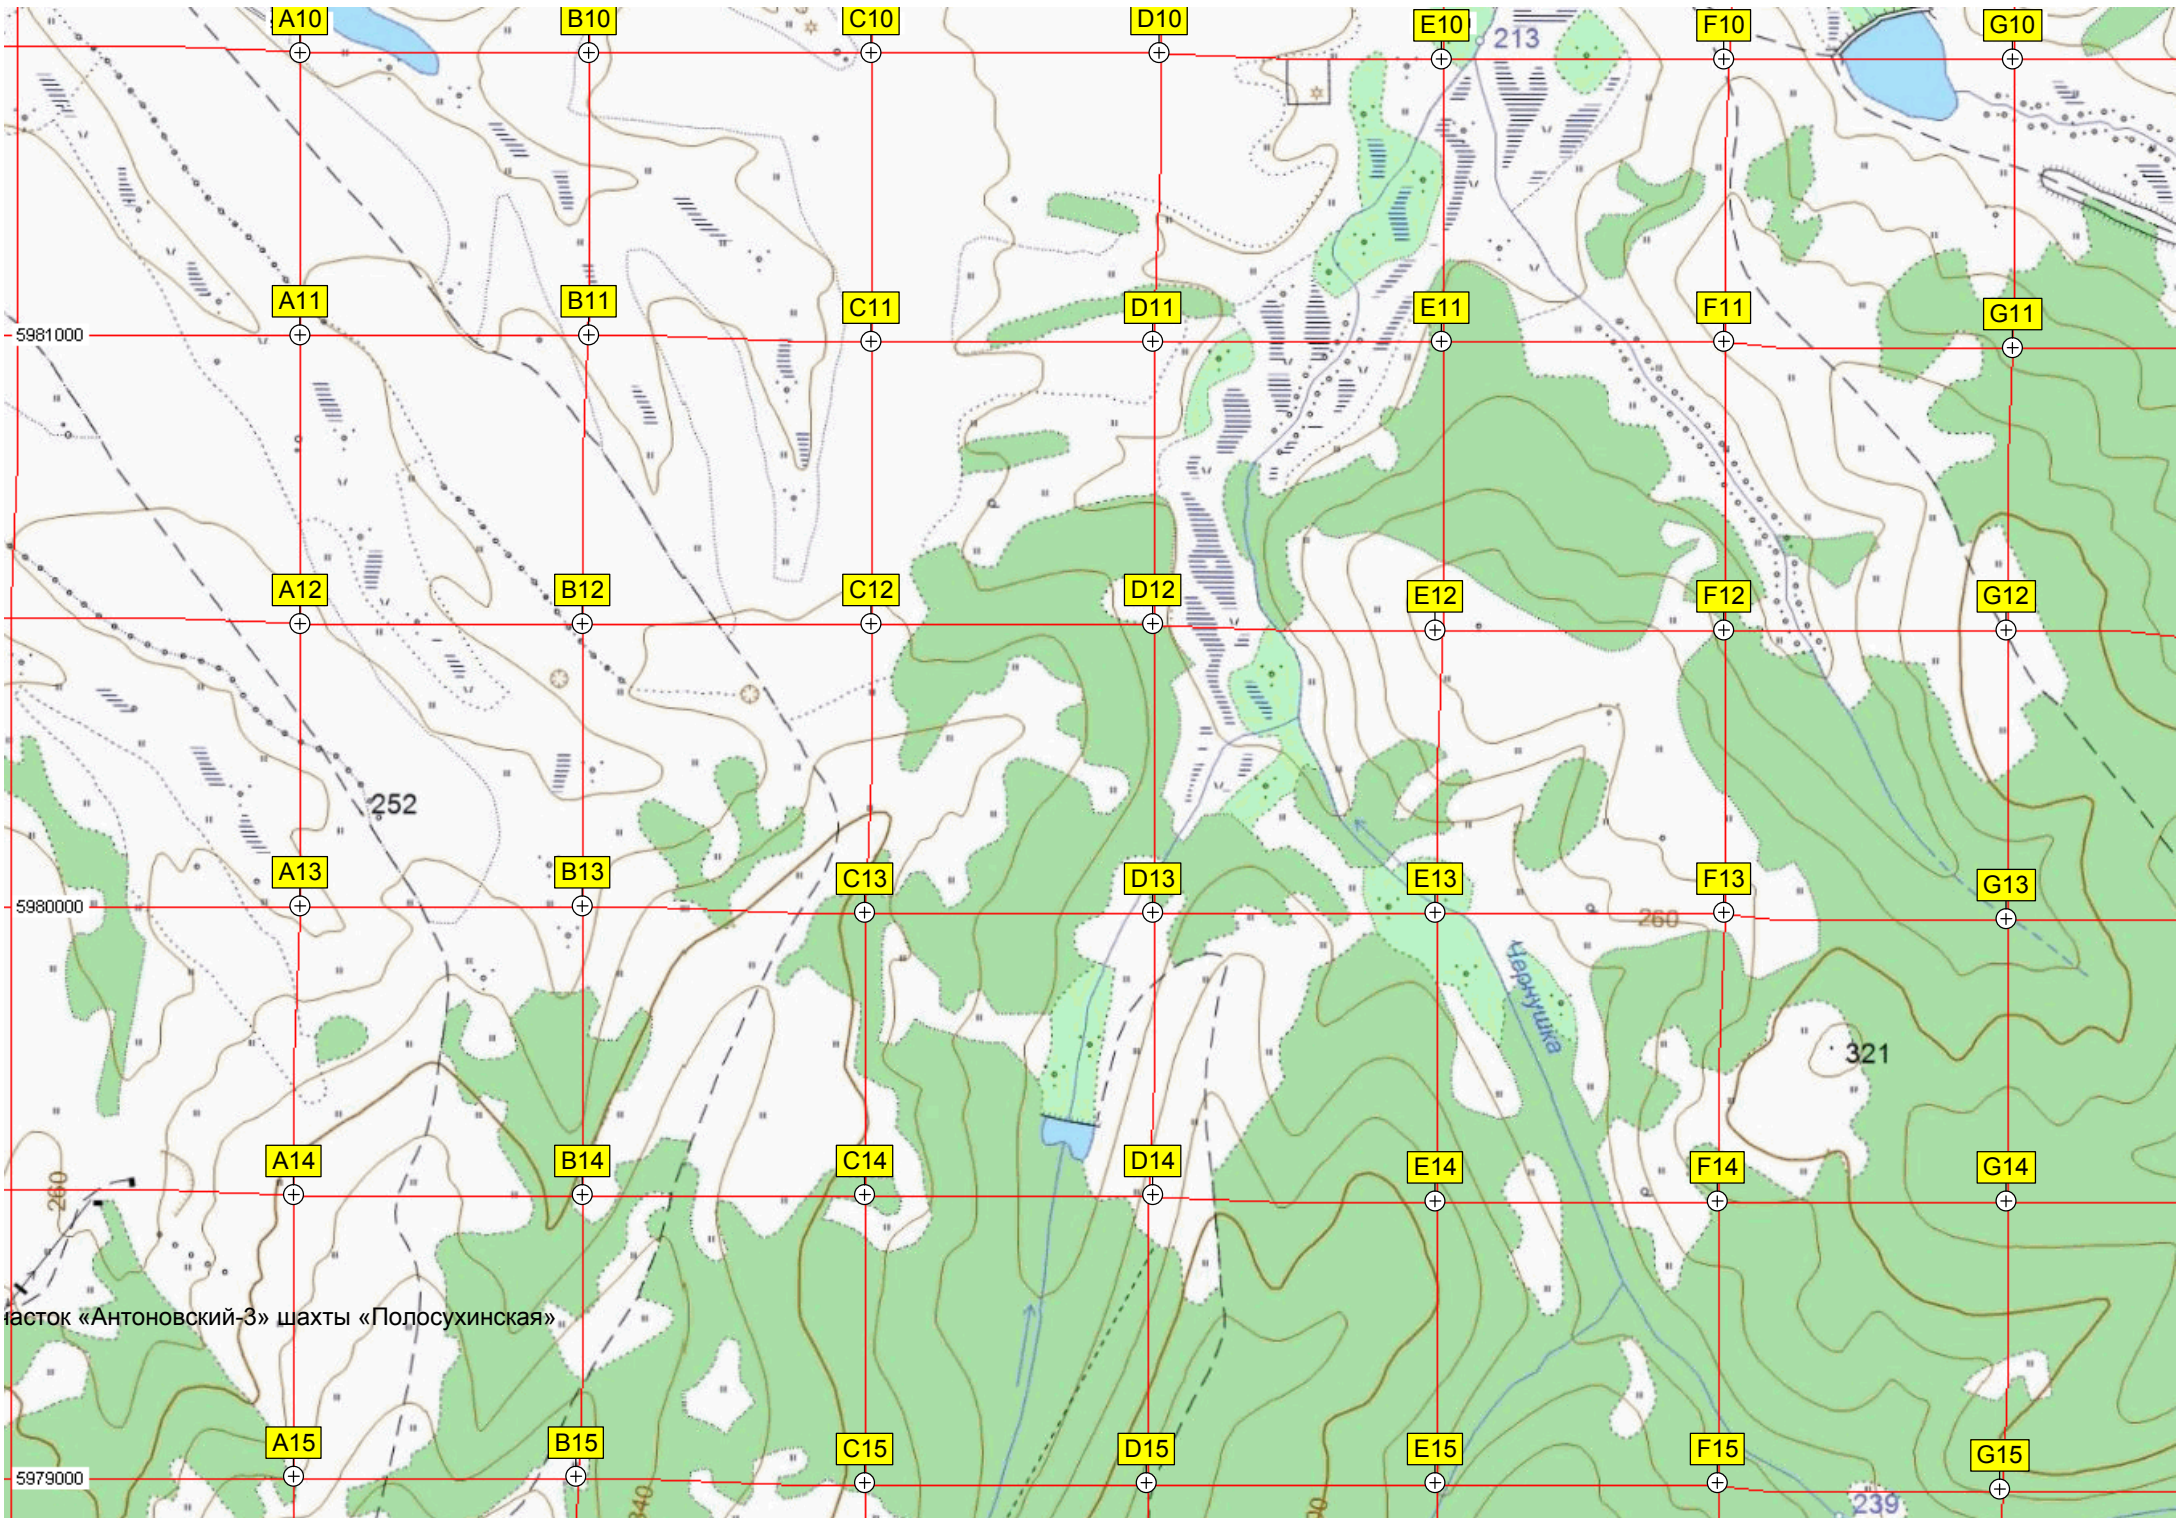 A10 B10 C10 D10 E10 213 F10 G10
A11 B11 C11 D11 E11 F11 G11
5981000
A12 B12 C12 D12 E12 F12 G12
252
A13 B13 C13 D13 E13 F13 G13
5980000
260
Чернушка
321
A14 B14 C14 D14 E14 F14 G14
260
часток «Антоновский-3» шахты «Полосухинская»
A15 B15 C15 D15 E15 F15 G15
5979000
340
239